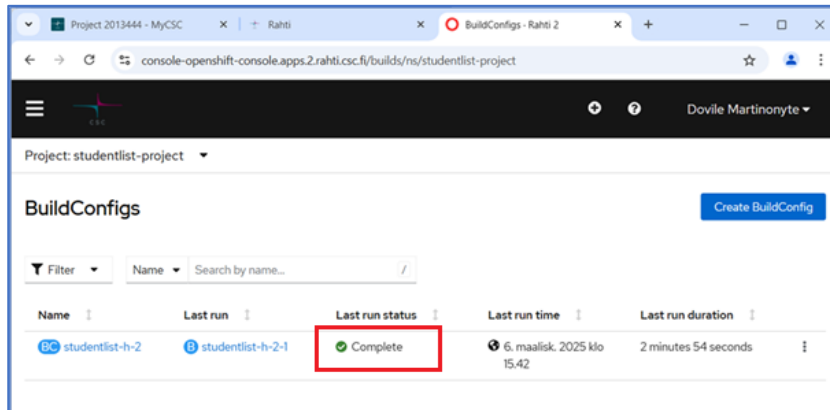 Project 2013444 - MyCSC
Rahti
BuildConfigs - Rahti 2
console-openshift-console.apps.2.rahti.csc.fi/builds/ns/studentlist-project
CSC
Dovile Martinonyte
Project: studentlist-project
BuildConfigs
Create BuildConfig
Filter
Name
Search by name...
/
Name
Last run
Last run status
Last run time
Last run duration
BC studentlist-h-2
B studentlist-h-2-1
Complete
6. maalisk. 2025 klo
15.42
2 minutes 54 seconds